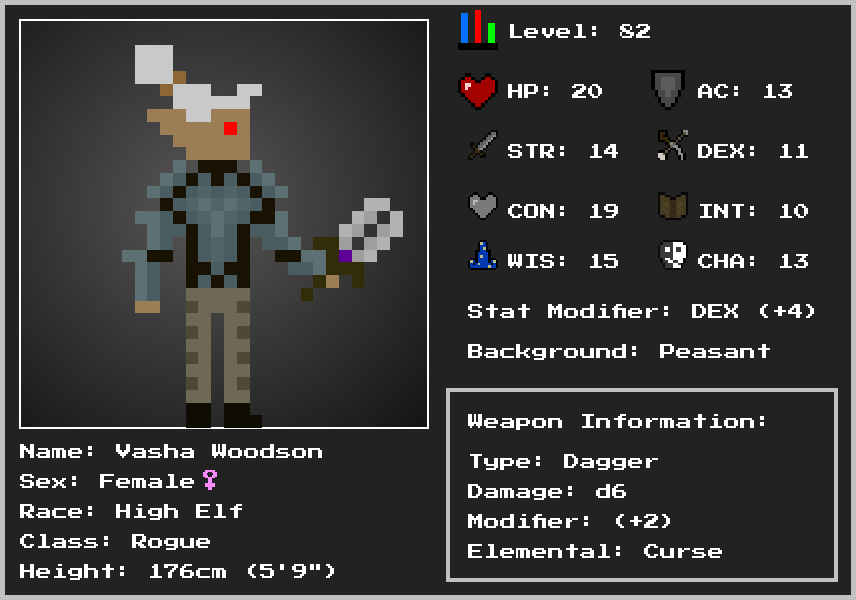 Level: 82
HP: 20
AC: 13
STR: 14
DEX: 11
CON: 19
INT: 10
WIS: 15
CHA: 13
Stat Modifier: DEX (+4)
Background: Peasant
Name: Vasha Woodson
Sex: Female♀
Race: High Elf
Class: Rogue
Height: 176cm (5'9")
Weapon Information:
Type: Dagger
Damage: d6
Modifier: (+2)
Elemental: Curse